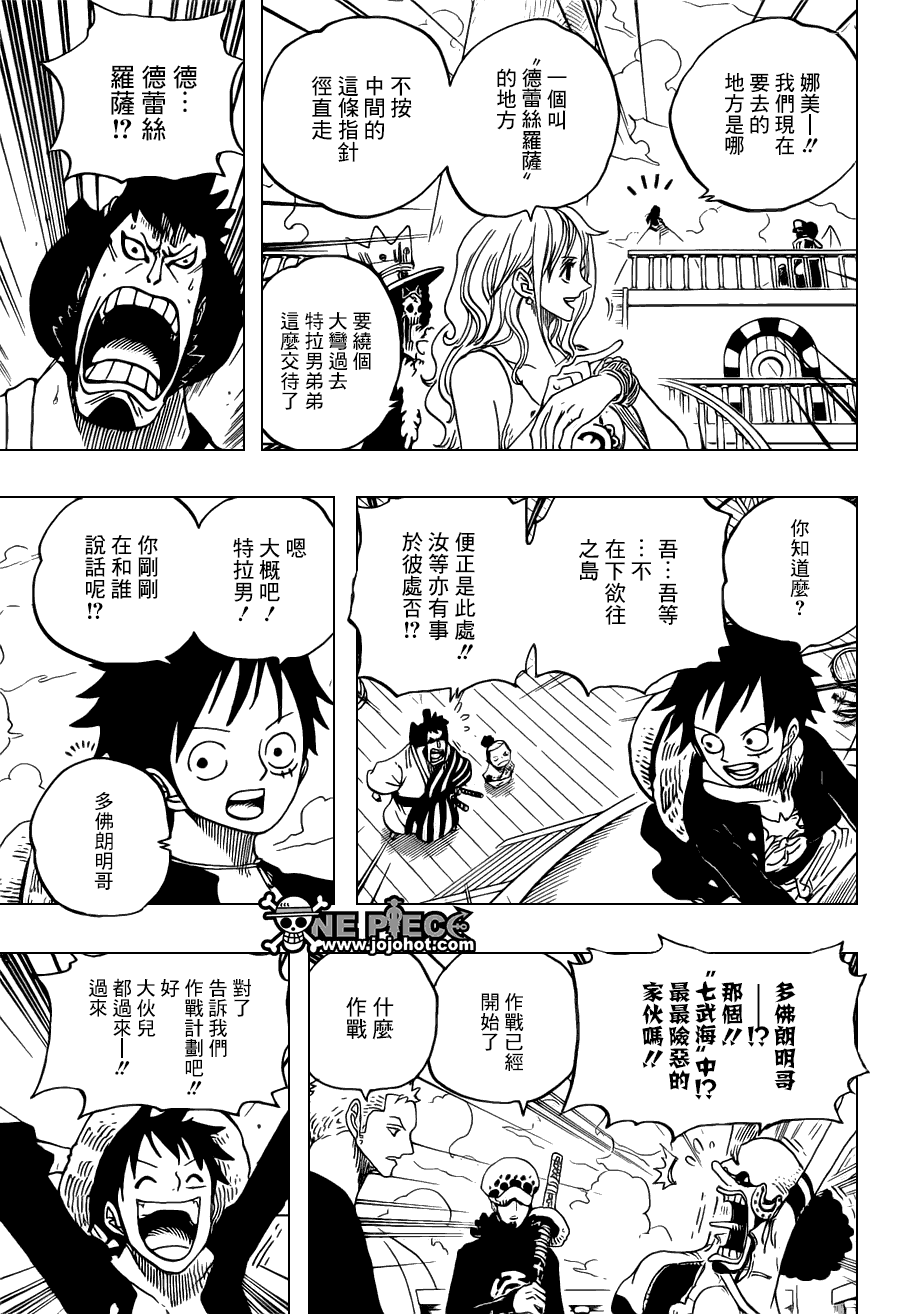 娜美—!!
我們現在
要去的
地方是哪
一個叫
〝德蕾絲羅薩〞
的地方
不按
中間的
這條指針
徑直走
要繞個
大彎過去
特拉男弟弟
這麼交待了
德…
德蕾絲
羅薩!?
你知道麼?
吾…吾等
…不
在下欲往
之島
便正是此處!!
汝等亦有事
於彼處否!?
嗯
大概吧!
特拉男!
你剛剛
在和誰
說話呢!?
多佛朗明哥
ONE PIECE
www.jojohot.com
多佛朗明哥
——!?
那個!!
〝七武海〞中!?
最最險惡的
家伙嗎!!
作戰已經
開始了
什麼
作戰
對了
告訴我們
作戰計劃吧!!
好
大伙兒
都過來—!!
過來